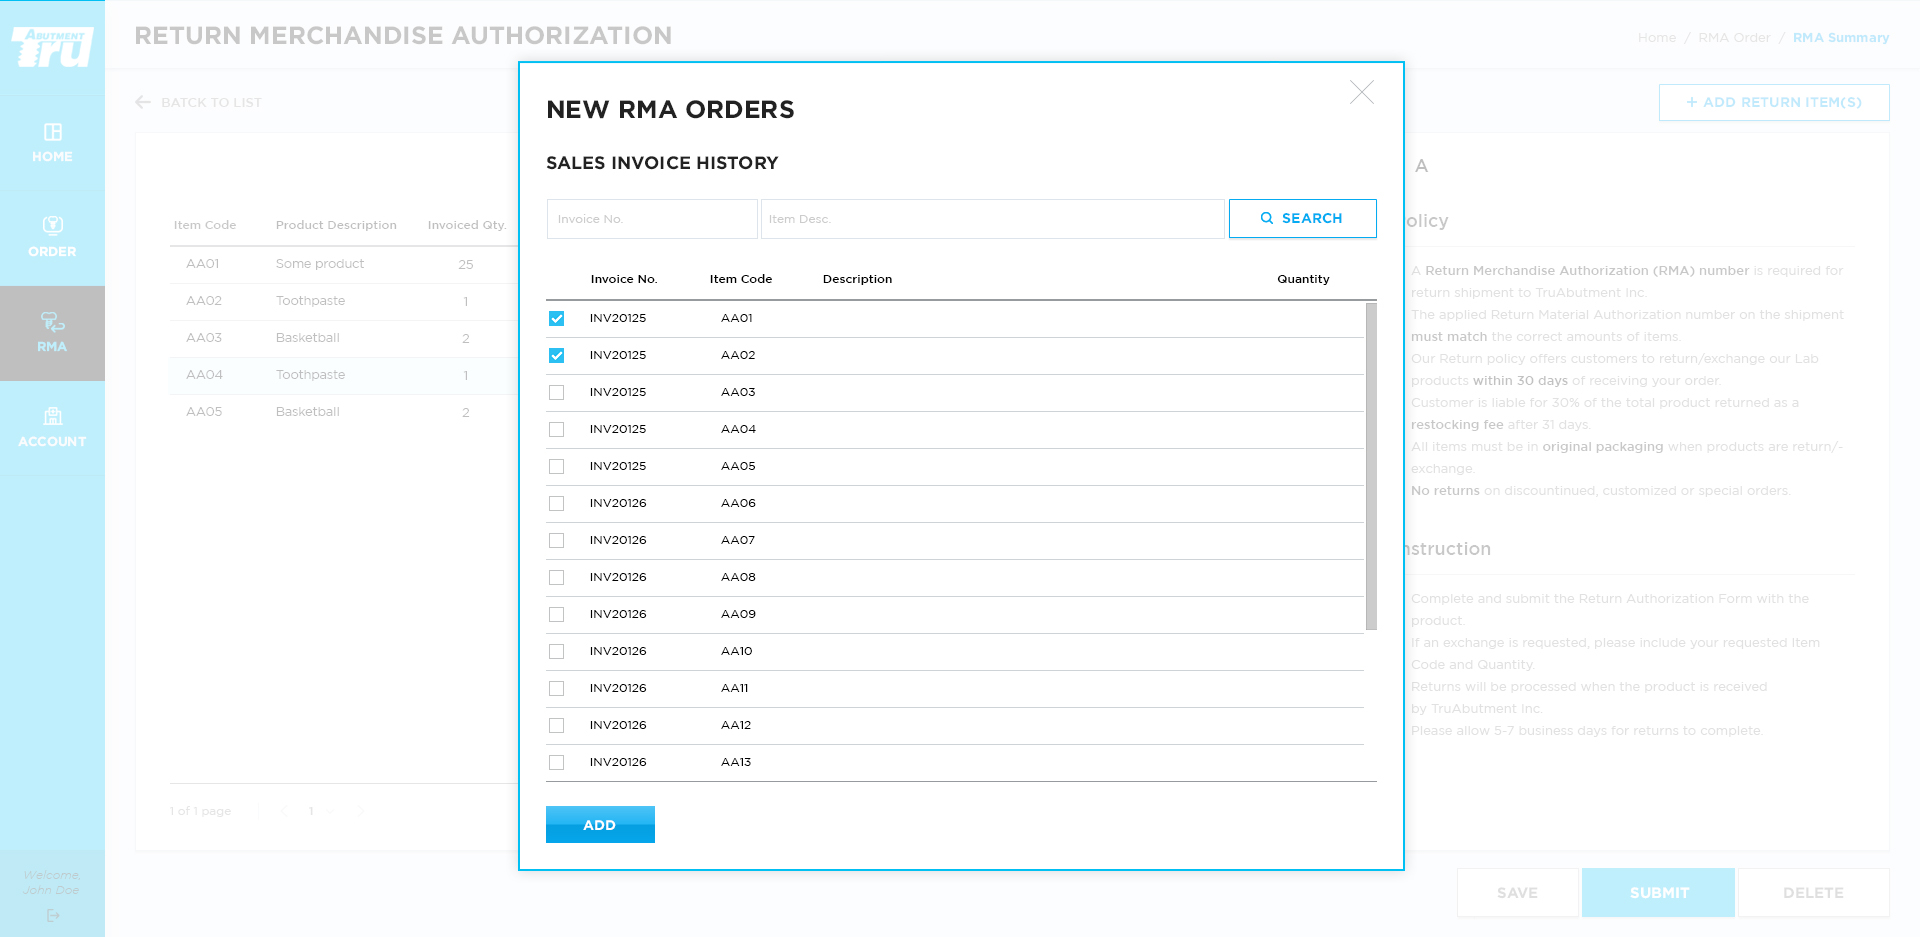 ABUTMENT
Tru
RETURN MERCHANDISE AUTHORIZATION
Home / RMA Order / RMA Summary
BATCK TO LIST
+ ADD RETURN ITEM(S)
HOME
ORDER
RMA
ACCOUNT
Welcome,
John Doe
Item Code Product Description Invoiced Qty.
AA01 Some product 25
AA02 Toothpaste 1
AA03 Basketball 2
AA04 Toothpaste 1
AA05 Basketball 2
1 of 1 page 1
NEW RMA ORDERS
SALES INVOICE HISTORY
Invoice No. Item Desc. SEARCH
Invoice No. Item Code Description Quantity
INV20125 AA01
INV20125 AA02
INV20125 AA03
INV20125 AA04
INV20125 AA05
INV20126 AA06
INV20126 AA07
INV20126 AA08
INV20126 AA09
INV20126 AA10
INV20126 AA11
INV20126 AA12
INV20126 AA13
ADD
A
olicy
A Return Merchandise Authorization (RMA) number is required for
return shipment to TruAbutment Inc.
The applied Return Material Authorization number on the shipment
must match the correct amounts of items.
Our Return policy offers customers to return/exchange our Lab
products within 30 days of receiving your order.
Customer is liable for 30% of the total product returned as a
restocking fee after 31 days.
All items must be in original packaging when products are return/-
exchange.
No returns on discountinued, customized or special orders.
nstruction
Complete and submit the Return Authorization Form with the
product.
If an exchange is requested, please include your requested Item
Code and Quantity.
Returns will be processed when the product is received
by TruAbutment Inc.
Please allow 5-7 business days for returns to complete.
SAVE SUBMIT DELETE